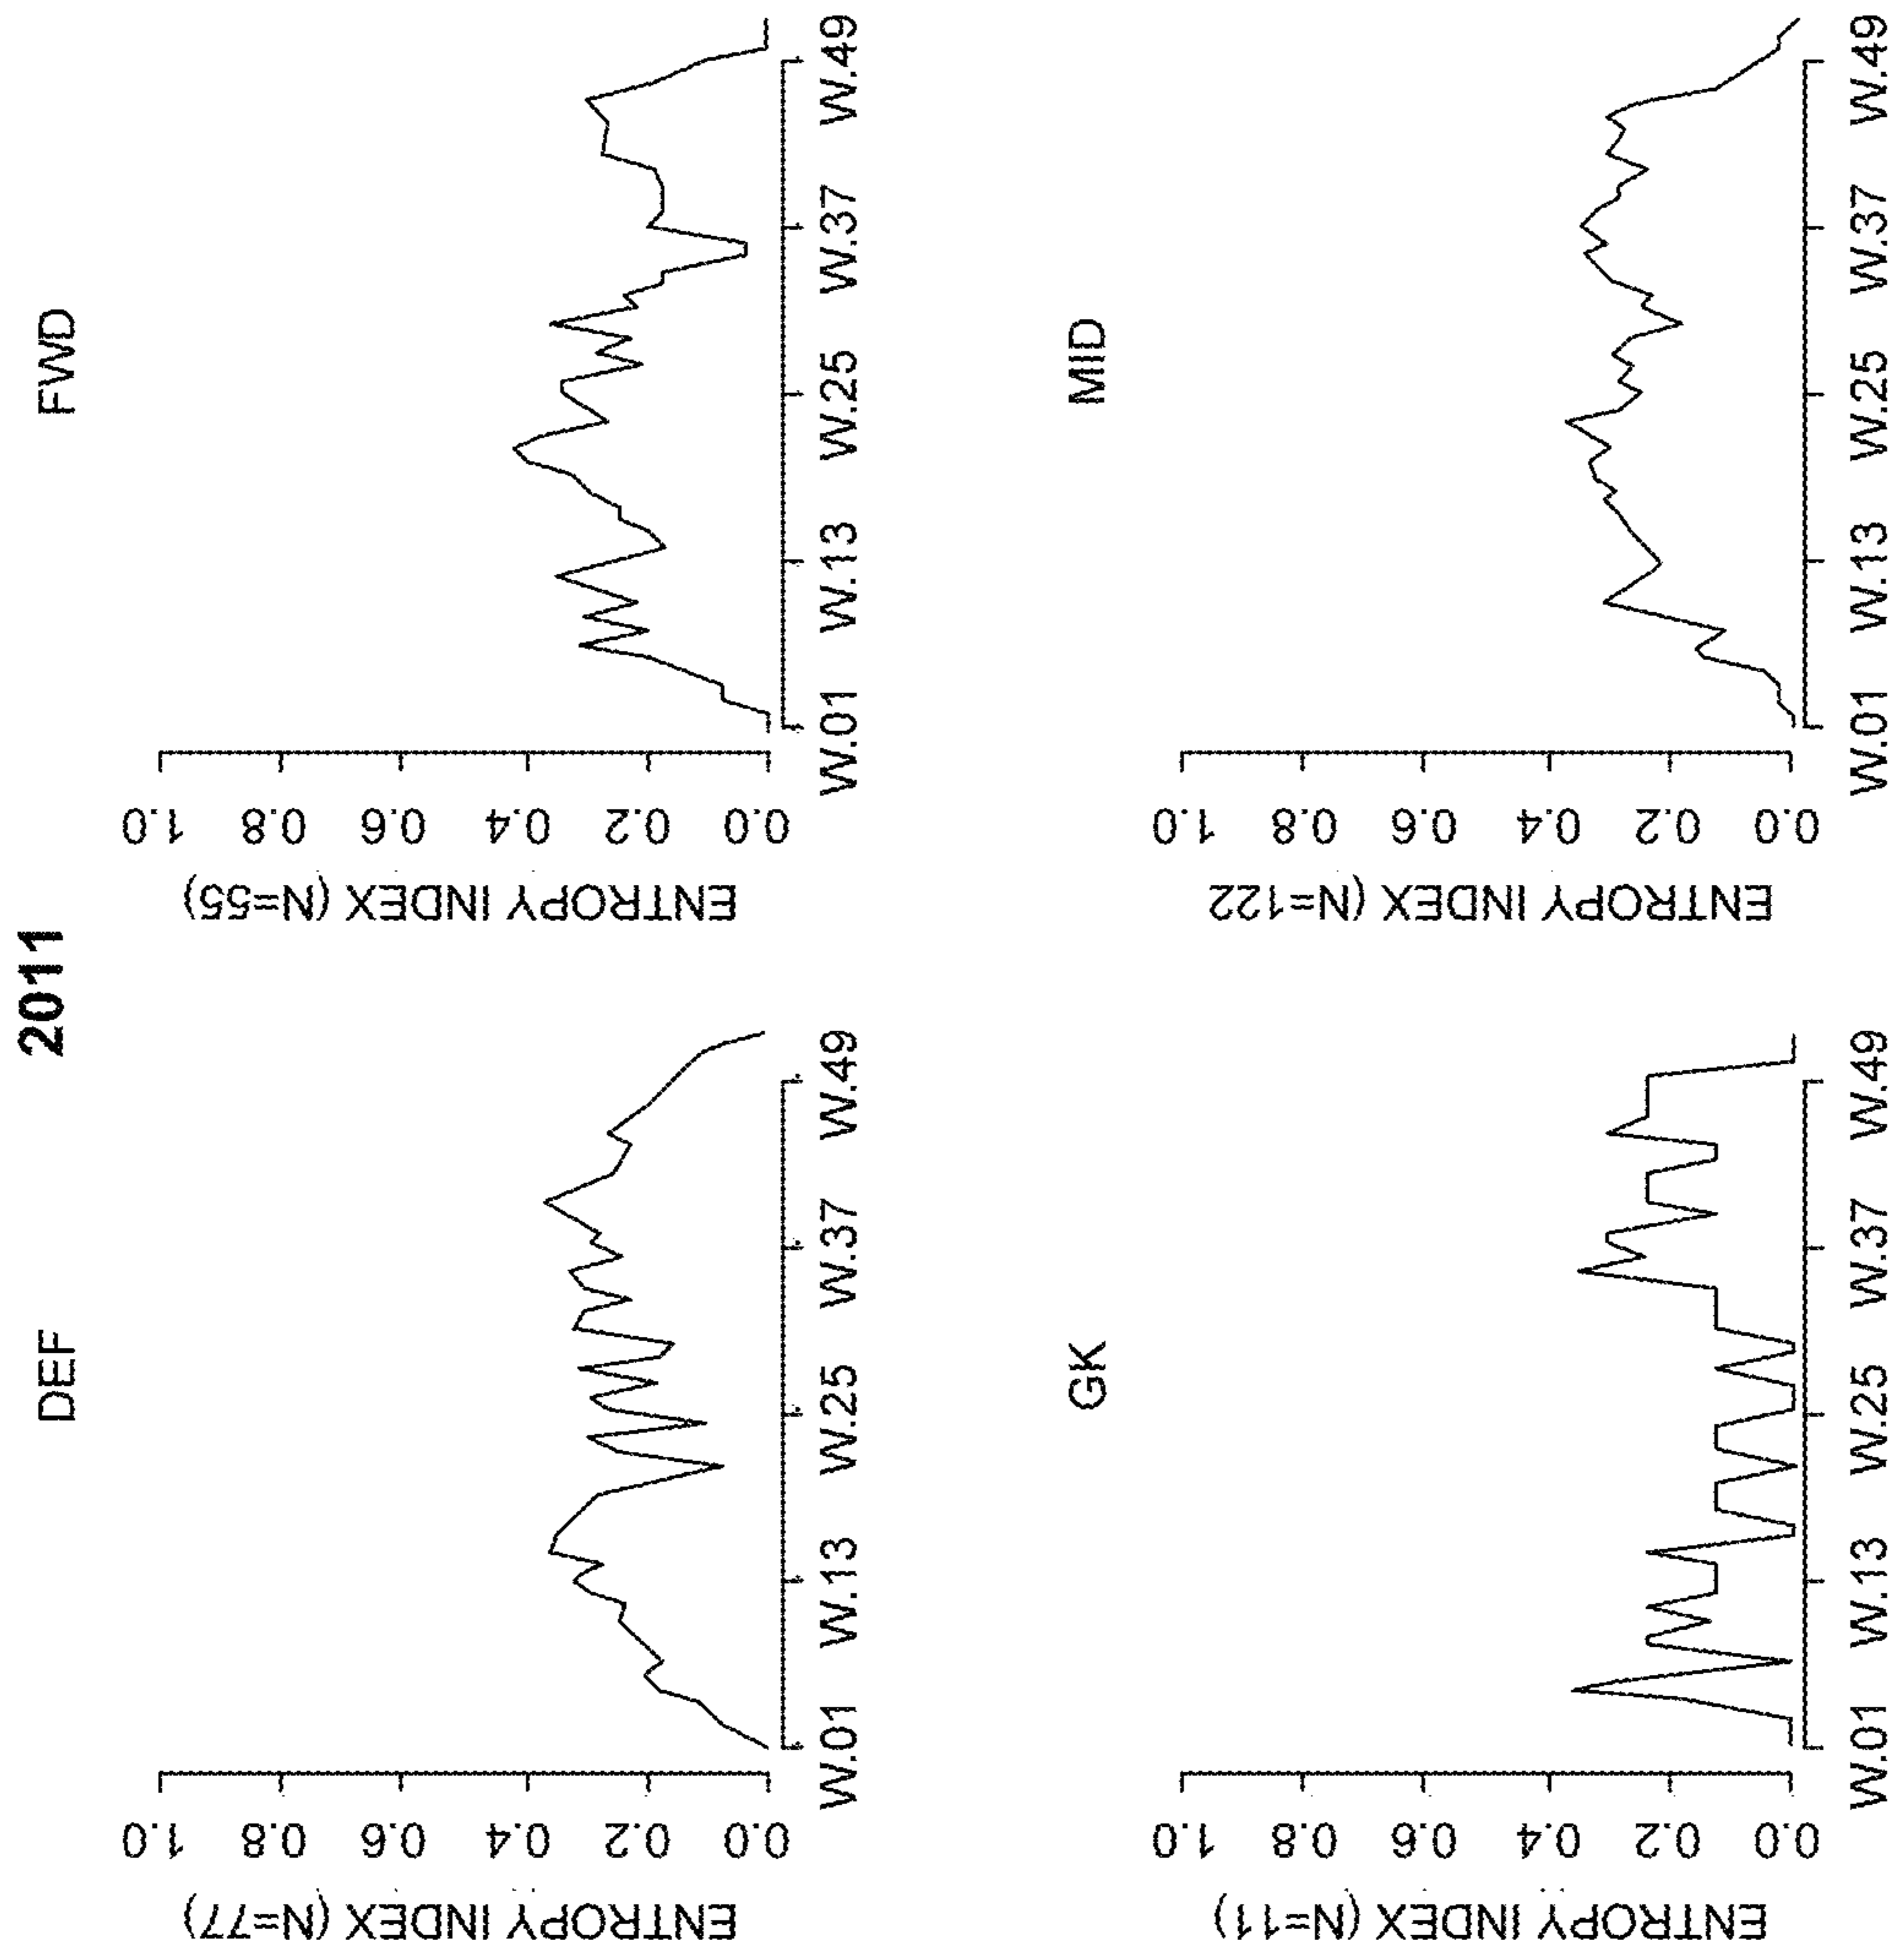 2011
DEF
ENTROPY INDEX (N=77)
0.0 0.2 0.4 0.6 0.8 1.0
W.01 W.13 W.25 W.37 W.49
FWD
ENTROPY INDEX (N=55)
0.0 0.2 0.4 0.6 0.8 1.0
W.01 W.13 W.25 W.37 W.49
GK
ENTROPY INDEX (N=11)
0.0 0.2 0.4 0.6 0.8 1.0
W.01 W.13 W.25 W.37 W.49
MID
ENTROPY INDEX (N=122
0.0 0.2 0.4 0.6 0.8 1.0
W.01 W.13 W.25 W.37 W.49